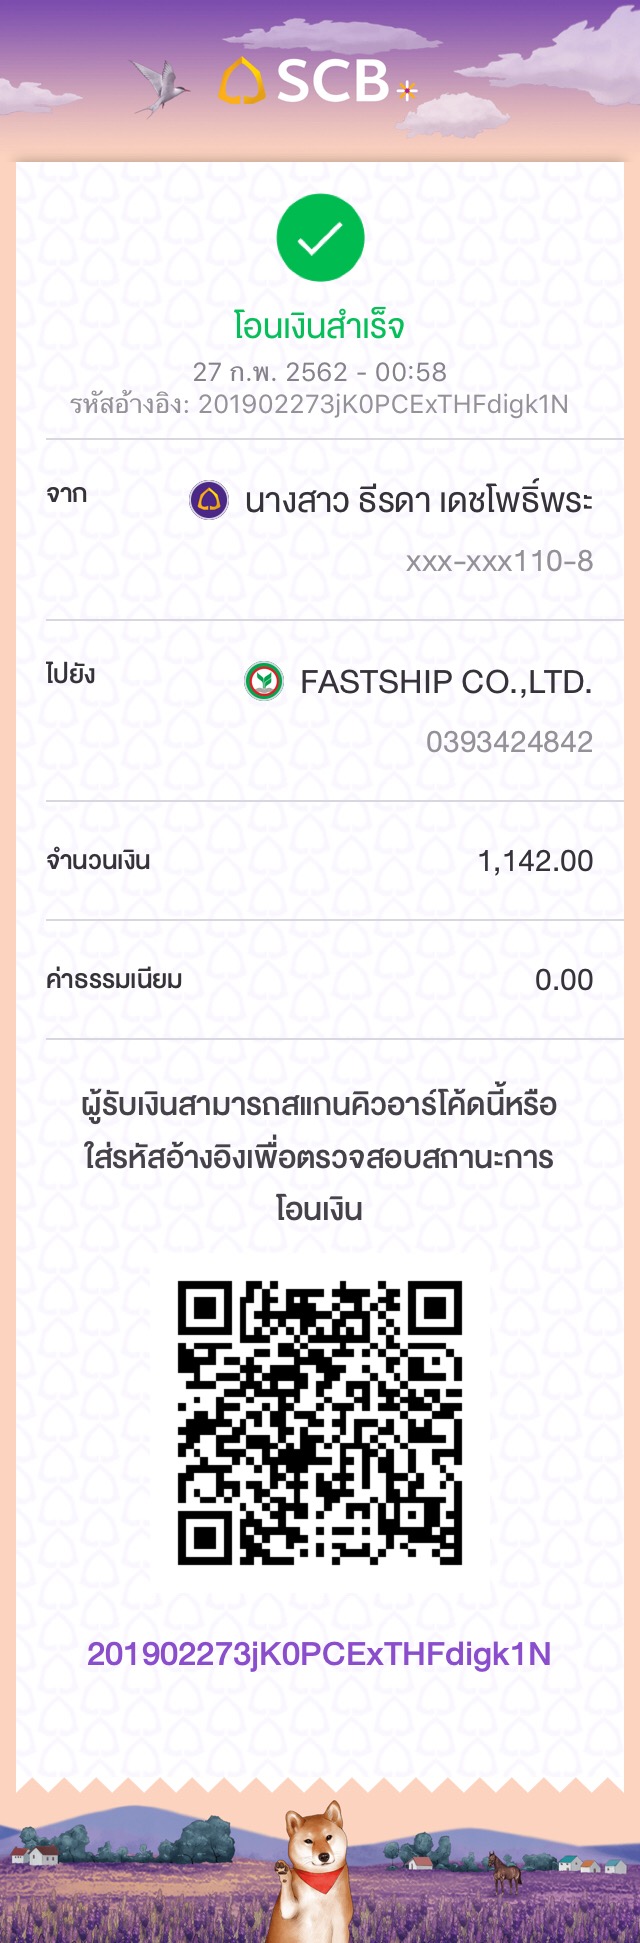 SCB
โอนเงินสำเร็จ
27 ก.พ. 2562 - 00:58
รหัสอ้างอิง: 201902273jK0PCExTHFdigk1N
จาก
นางสาว ธีรดา เดชโพธิ์พระ
xxx-xxx110-8
ไปยัง
FASTSHIP CO.,LTD.
0393424842
จำนวนเงิน 1,142.00
ค่าธรรมเนียม 0.00
ผู้รับเงินสามารถสแกนคิวอาร์โค้ดนี้หรือ
ใส่รหัสอ้างอิงเพื่อตรวจสอบสถานะการ
โอนเงิน
201902273jK0PCExTHFdigk1N